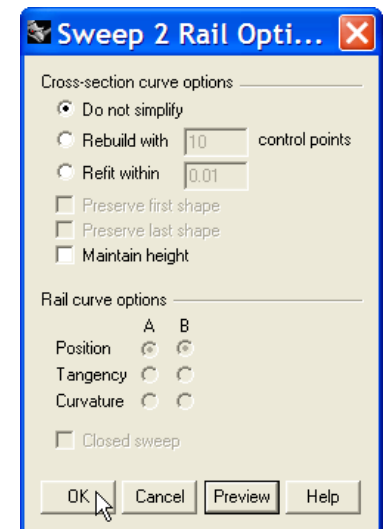 Sweep 2 Rail Opti...
Cross-section curve options
Do not simplify
Rebuild with 10 control points
Refit within 0.01
Preserve first shape
Preserve last shape
Maintain height
Rail curve options
A B
Position
Tangency
Curvature
Closed sweep
OK Cancel Preview Help